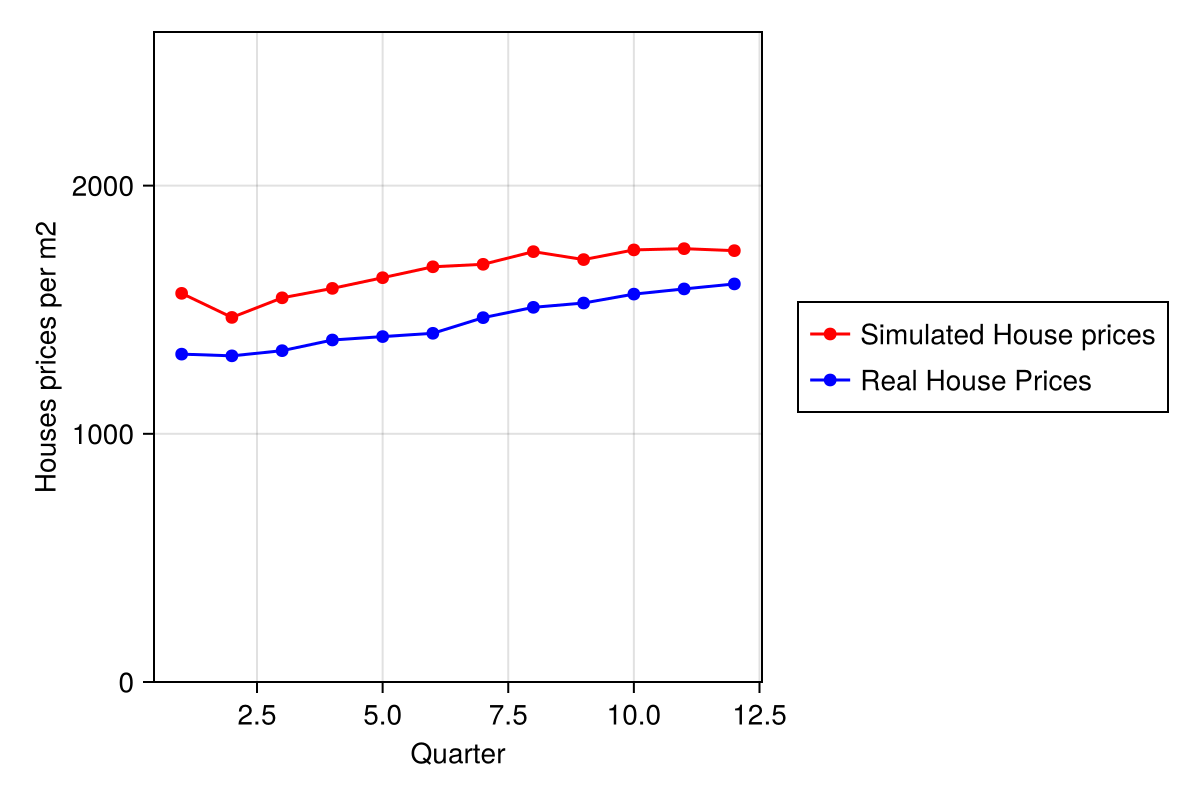 Houses prices per m2
2000
1000
0
2.5 5.0 7.5 10.0 12.5
Quarter
Simulated House prices
Real House Prices